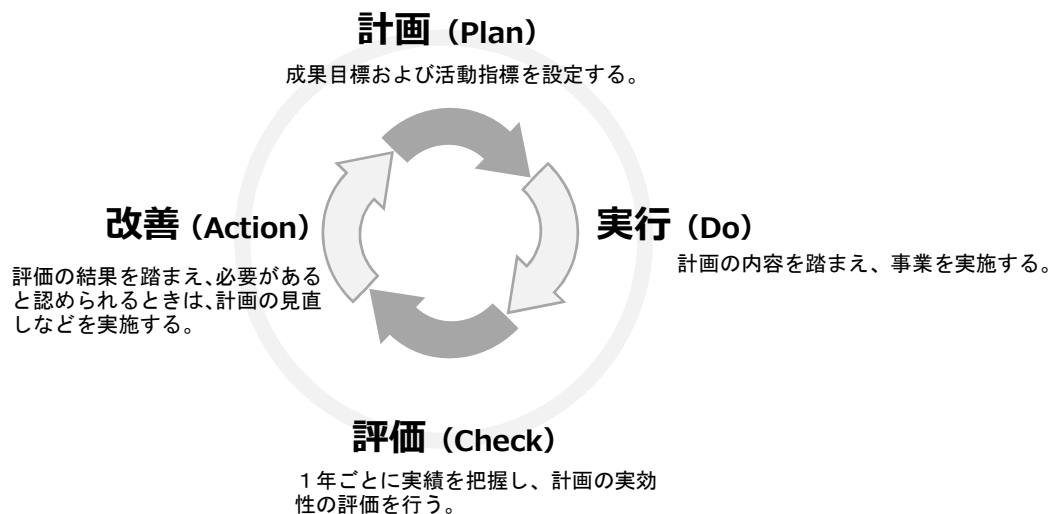 計画（Plan）
成果目標および活動指標を設定する。
改善（Action）
評価の結果を踏まえ、必要がある
と認められるときは、計画の見直
しなどを実施する。
実行（Do）
計画の内容を踏まえ、事業を実施する。
評価（Check）
１年ごとに実績を把握し、計画の実効
性の評価を行う。